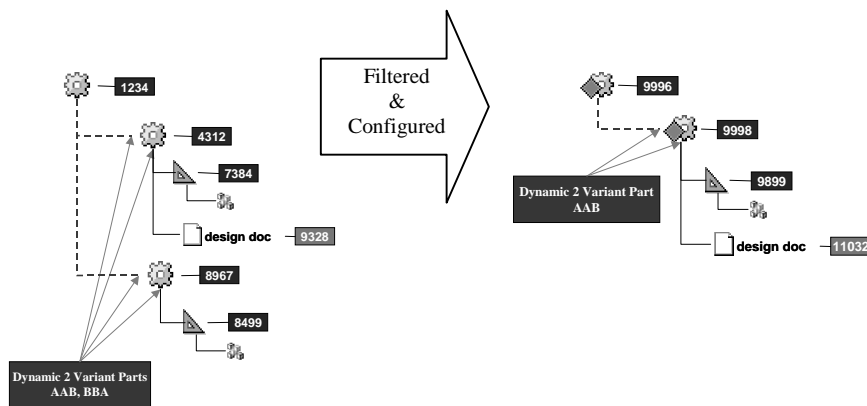 1234
4312
7384
design doc 9328
8967
8499
Dynamic 2 Variant Parts
AAB, BBA
Filtered
&
Configured
9996
9998
9899
design doc 11032
Dynamic 2 Variant Part
AAB